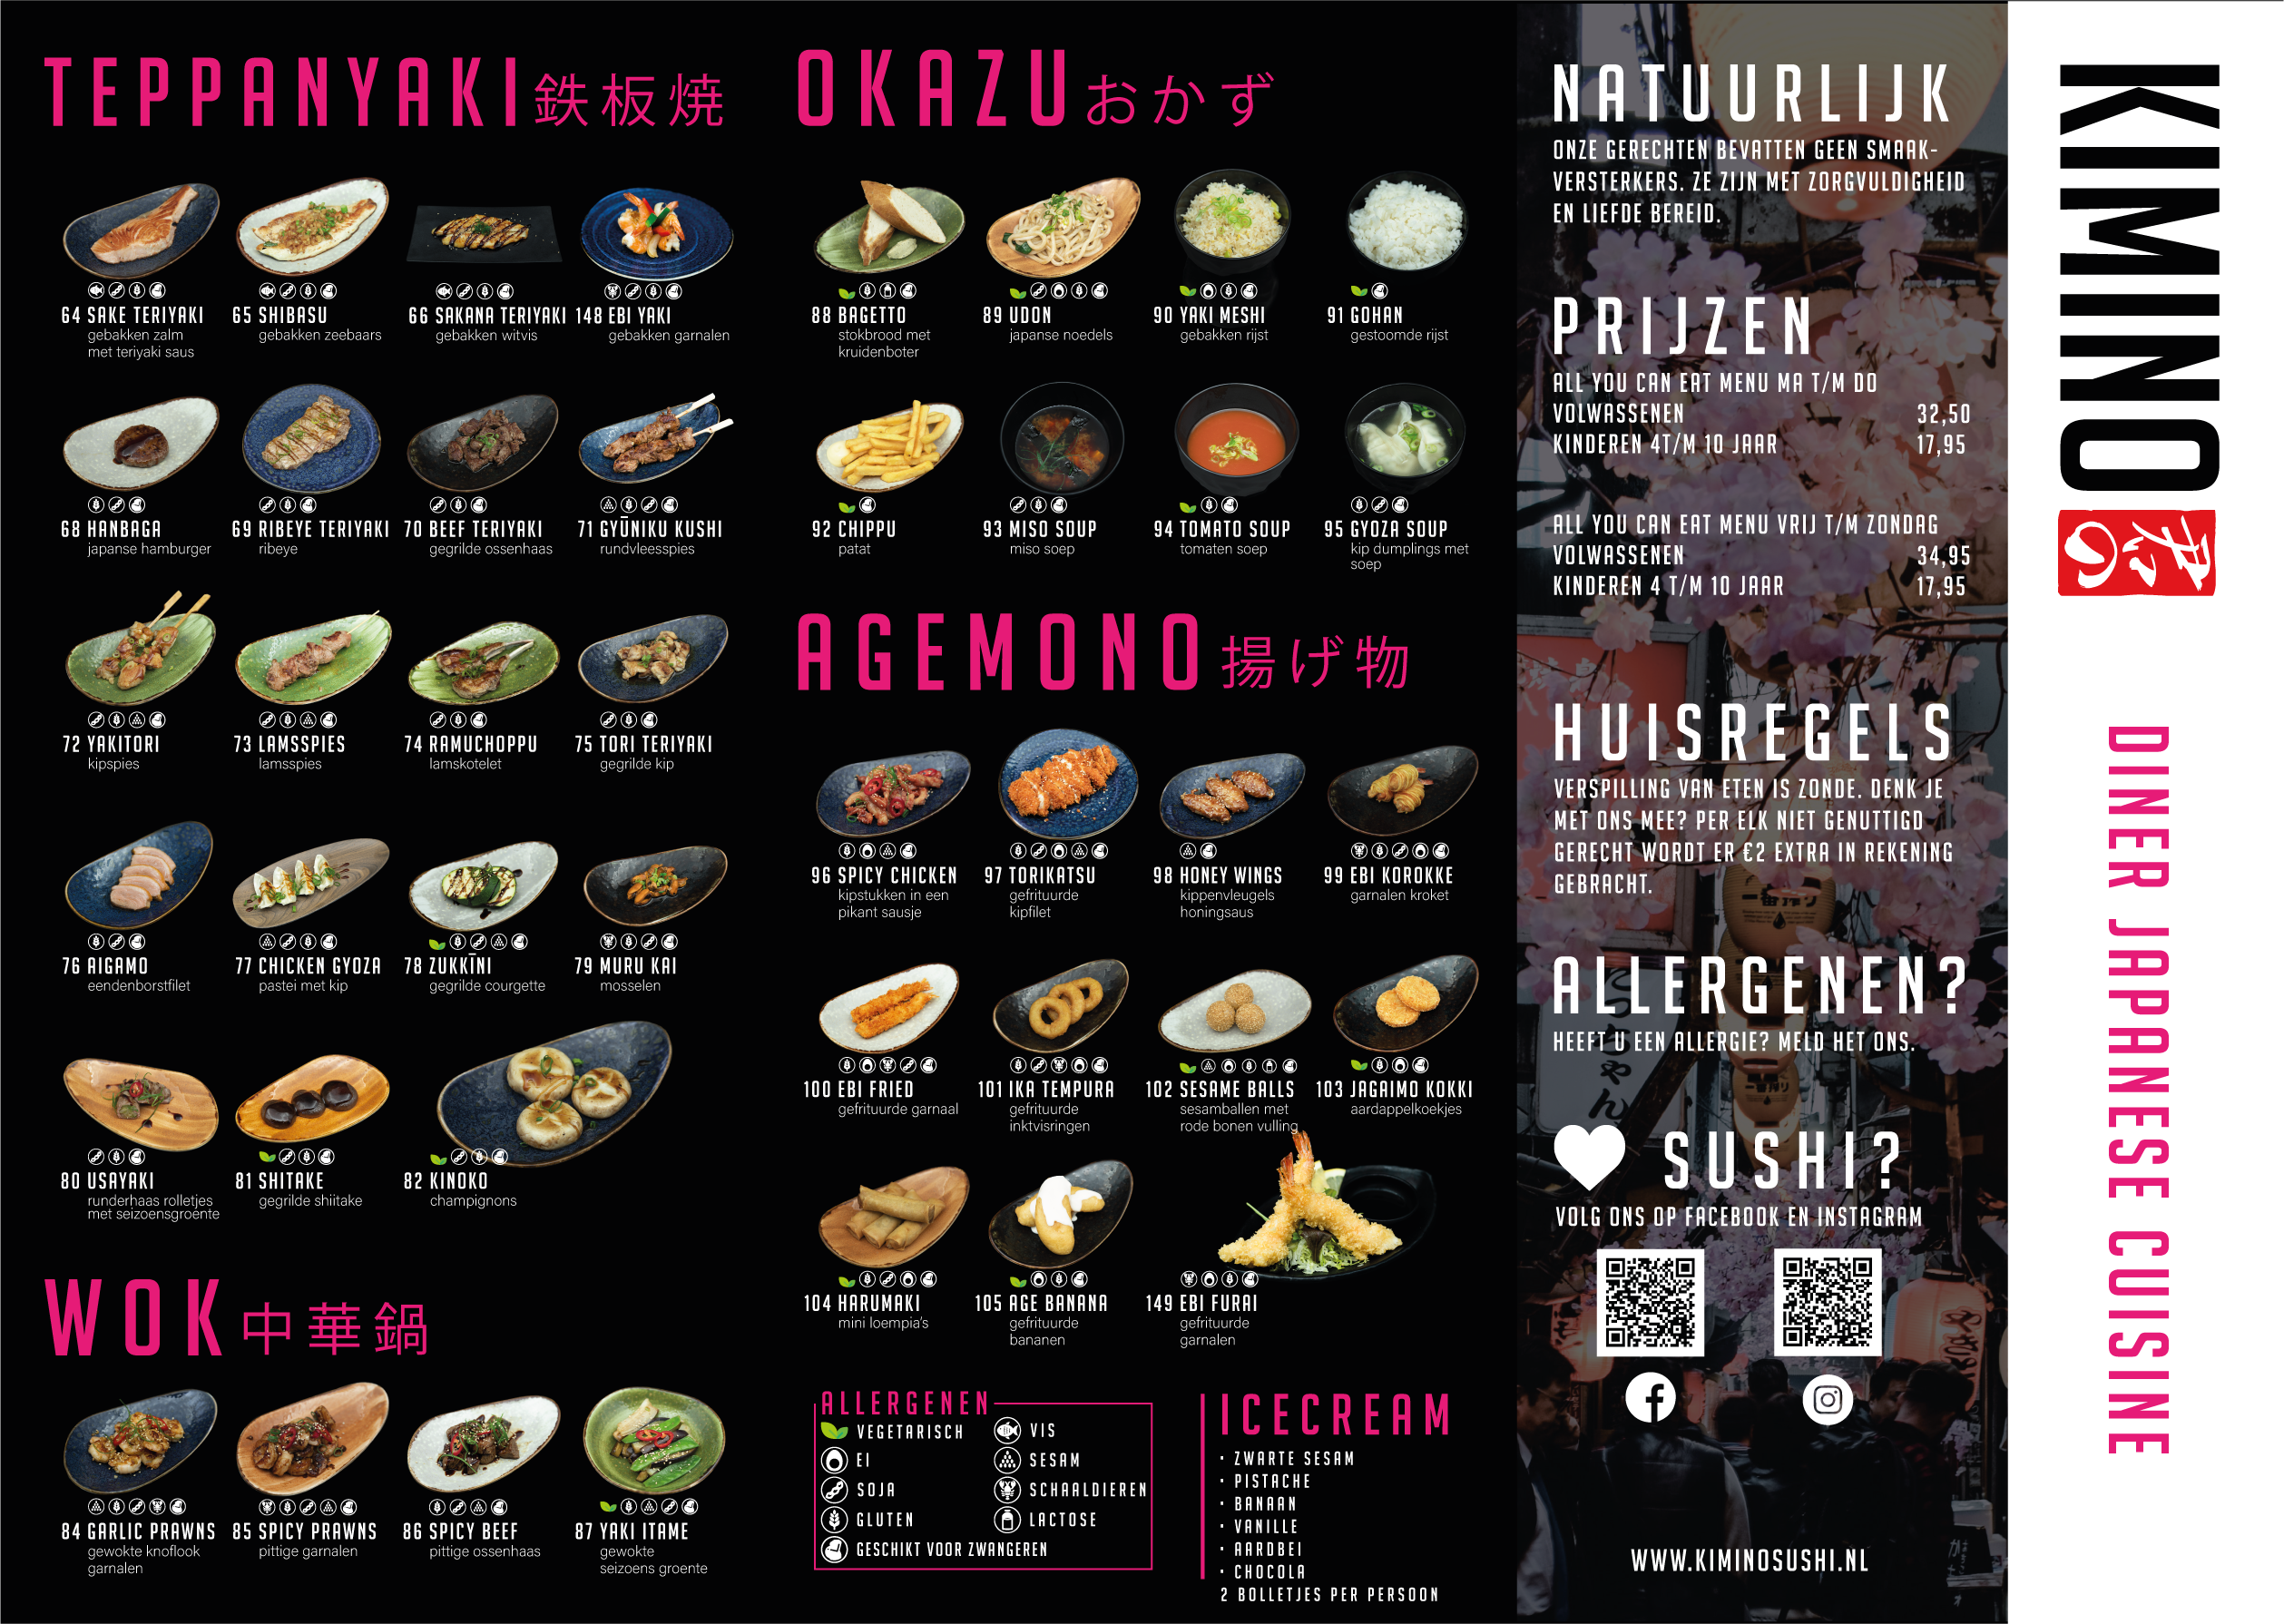 TEPPANYAKI 鉄板焼
64 SAKE TERIYAKI
gebakken zalm
met teriyaki saus
65 SHIBASU
gebakken zeebaars
66 SAKANA TERIYAKI
gebakken witvis
148 EBI YAKI
gebakken garnalen
68 HANBAGA
japanse hamburger
69 RIBEYE TERIYAKI
ribeye
70 BEEF TERIYAKI
gegrilde ossenhaas
71 GYŪNIKU KUSHI
rundvleesspies
72 YAKITORI
kipspies
73 LAMSSPIES
lamsspies
74 RAMUCHOPPU
lamskotelet
75 TORI TERIYAKI
gegrilde kip
76 AIGAMO
eendenborstfilet
77 CHICKEN GYOZA
pastei met kip
78 ZUKKĪNI
gegrilde courgette
79 MURU KAI
mosselen
80 USAYAKI
runderhaas rolletjes
met seizoensgroente
81 SHITAKE
gegrilde shiitake
82 KINOKO
champignons
WOK 中華鍋
84 GARLIC PRAWNS
gewokte knoflook
garnalen
85 SPICY PRAWNS
pittige garnalen
86 SPICY BEEF
pittige ossenhaas
87 YAKI ITAME
gewokte
seizoens groente
OKAZU おかず
88 BAGETTO
stokbrood met
kruidenboter
89 UDON
japanse noedels
90 YAKI MESHI
gebakken rijst
91 GOHAN
gestoomde rijst
92 CHIPPU
patat
93 MISO SOUP
miso soep
94 TOMATO SOUP
tomaten soep
95 GYOZA SOUP
kip dumplings met
soep
AGEMONO 揚げ物
96 SPICY CHICKEN
kipstukken in een
pikant sausje
97 TORIKATSU
gefrituurde
kipfilet
98 HONEY WINGS
kippenvleugels
honingsaus
99 EBI KOROKKE
garnalen kroket
100 EBI FRIED
gefrituurde garnaal
101 IKA TEMPURA
gefrituurde
inktvisringen
102 SESAME BALLS
sesamballen met
rode bonen vulling
103 JAGAIMO KOKKI
aardappelkoekjes
104 HARUMAKI
mini loempia's
105 AGE BANANA
gefrituurde
bananen
149 EBI FURAI
gefrituurde
garnalen
ALLERGENEN
VEGETARISCH
EI
SOJA
GLUTEN
GESCHIKT VOOR ZWANGEREN
VIS
SESAM
SCHAALDIEREN
LACTOSE
ICECREAM
· ZWARTE SESAM
· PISTACHE
· BANAAN
· VANILLE
· AARDBEI
· CHOCOLA
2 BOLLETJES PER PERSOON
NATUURLIJK
ONZE GERECHTEN BEVATTEN GEEN SMAAK-
VERSTERKERS. ZE ZIJN MET ZORGVULDIGHEID
EN LIEFDE BEREID.
PRIJZEN
ALL YOU CAN EAT MENU MA T/M DO
VOLWASSENEN 32,50
KINDEREN 4T/M 10 JAAR 17,95
ALL YOU CAN EAT MENU VRIJ T/M ZONDAG
VOLWASSENEN 34,95
KINDEREN 4 T/M 10 JAAR 17,95
HUISREGELS
VERSPILLING VAN ETEN IS ZONDE. DENK JE
MET ONS MEE? PER ELK NIET GENUTTIGD
GERECHT WORDT ER €2 EXTRA IN REKENING
GEBRACHT.
ALLERGENEN?
HEEFT U EEN ALLERGIE? MELD HET ONS.
SUSHI?
VOLG ONS OP FACEBOOK EN INSTAGRAM
WWW.KIMINOSUSHI.NL
KIMINO
DINER JAPANESE CUISINE